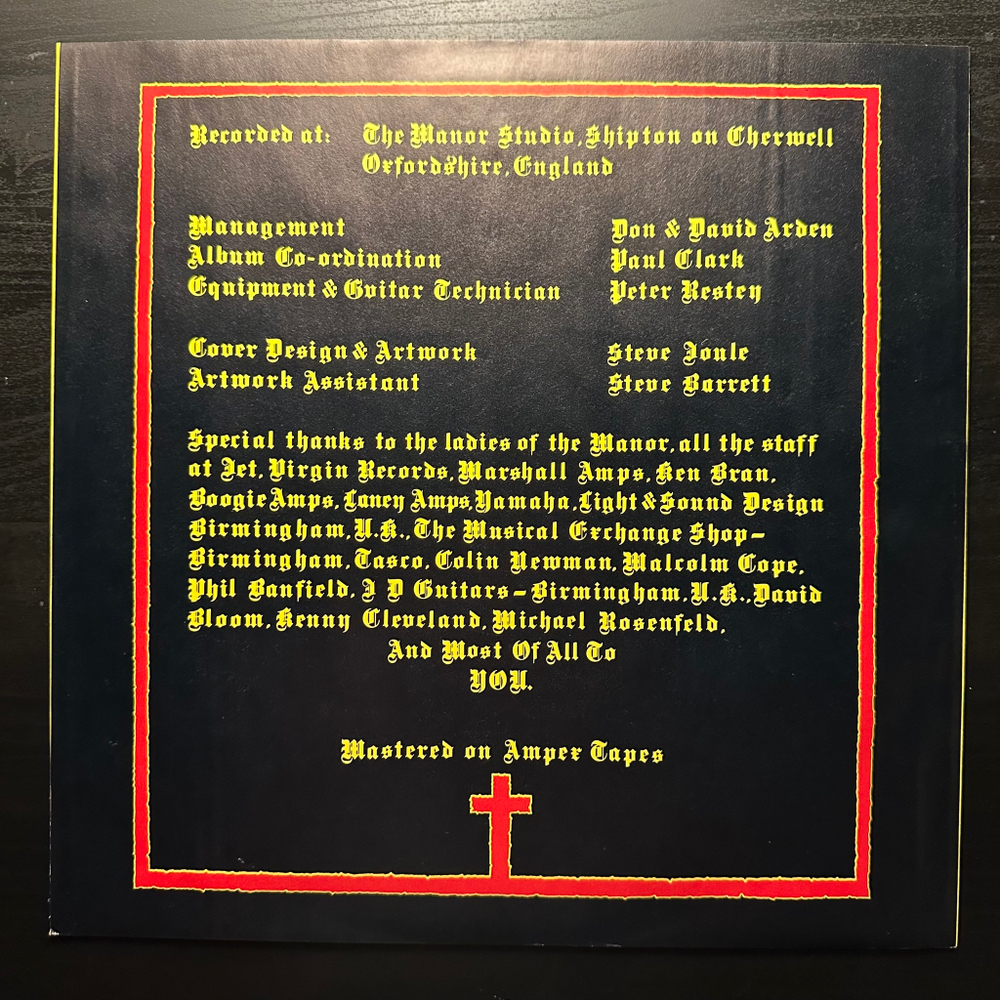 Recorded at: The Manor Studio, Shipton on Cherwell
Oxfordshire, England
Management Don & David Arden
Album Co-ordination Paul Clark
Equipment & Guitar Technician Peter Restey
Cover Design & Artwork Steve Joule
Artwork Assistant Steve Barrett
Special thanks to the ladies of the Manor, all the staff
at Jet, Virgin Records, Marshall Amps, Ken Bran,
Boogie Amps, Laney Amps, Yamaha, Light & Sound Design
Birmingham, U.K., The Musical Exchange Shop-
Birmingham, Tasco, Colin Newman, Malcolm Cope,
Phil Banfield, J D Guitars - Birmingham, U.K., David
Bloom, Kenny Cleveland, Michael Rosenfeld,
And Most Of All To
YOU.
Mastered on Ampex Tapes